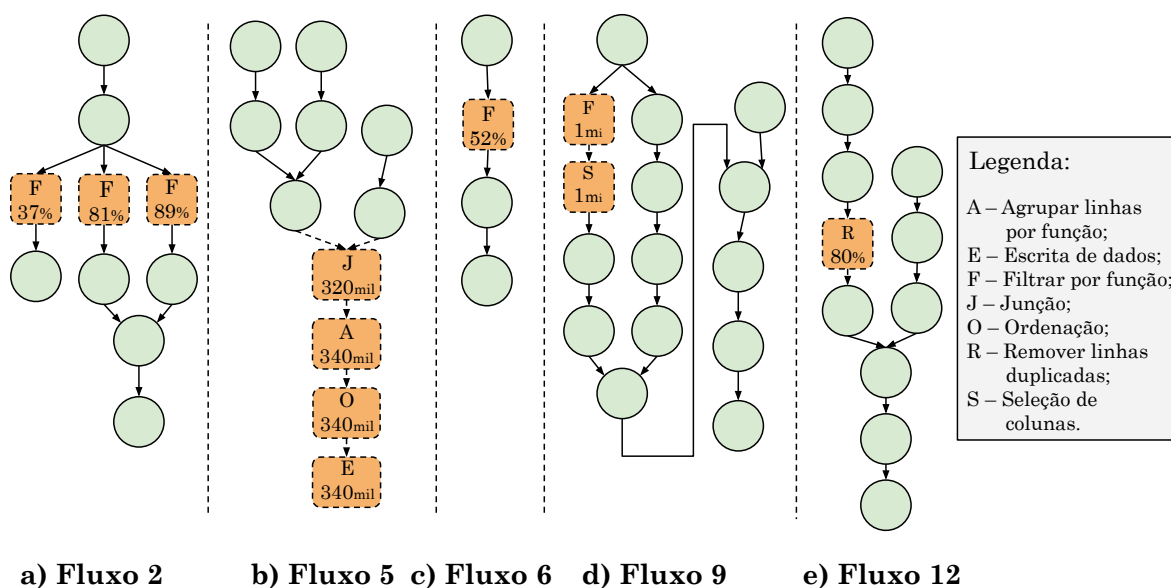 F
37%
F
81%
F
89%
J
320mil
A
340mil
O
340mil
E
340mil
F
52%
F
1mi
S
1mi
R
80%
Legenda:
A – Agrupar linhas
por função;
E – Escrita de dados;
F – Filtrar por função;
J – Junção;
O – Ordenação;
R – Remover linhas
duplicadas;
S – Seleção de
colunas.
a) Fluxo 2
b) Fluxo 5
c) Fluxo 6
d) Fluxo 9
e) Fluxo 12